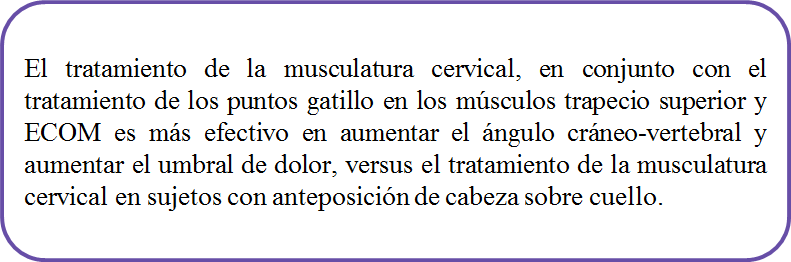 El tratamiento de la musculatura cervical, en conjunto con el
tratamiento de los puntos gatillo en los músculos trapecio superior y
ECOM es más efectivo en aumentar el ángulo cráneo-vertebral y
aumentar el umbral de dolor, versus el tratamiento de la musculatura
cervical en sujetos con anteposición de cabeza sobre cuello.